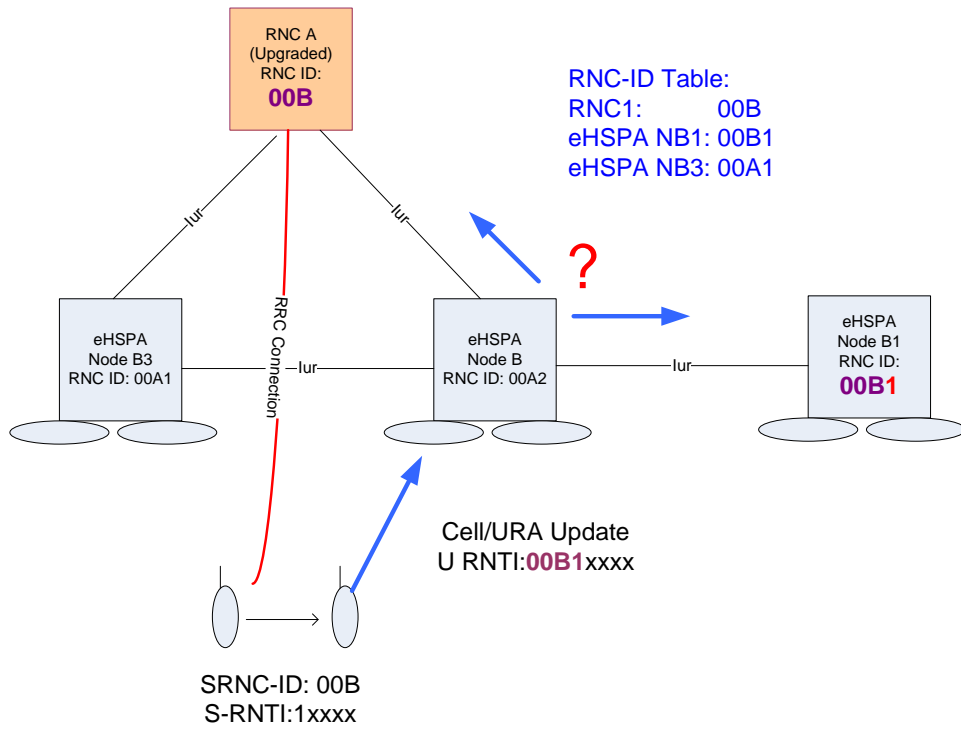 RNC A
(Upgraded)
RNC ID:
00B
RNC-ID Table:
RNC1: 00B
eHSPA NB1: 00B1
eHSPA NB3: 00A1
Iur
Iur
?
RRC Connection
eHSPA
Node B3
RNC ID: 00A1
Iur
eHSPA
Node B
RNC ID: 00A2
Iur
eHSPA
Node B1
RNC ID:
00B1
Cell/URA Update
U RNTI:00B1xxxx
SRNC-ID: 00B
S-RNTI:1xxxx